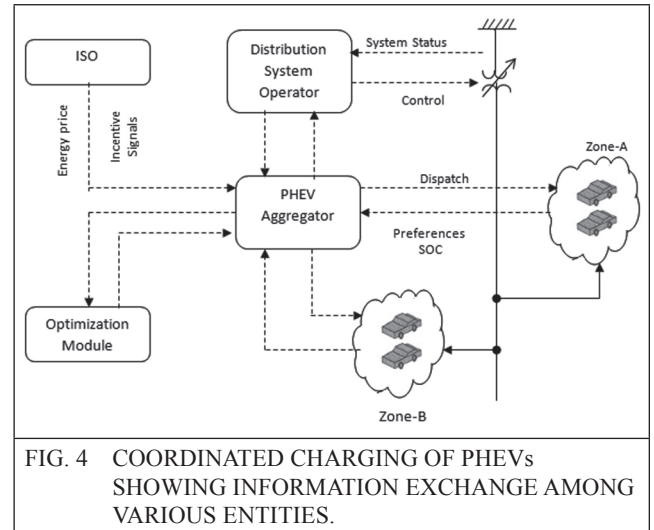 ISO
Distribution
System
Operator
System Status
Control
Energy price
Incentive
Signals
Zone-A
PHEV
Aggregator
Dispatch
Preferences
SOC
Optimization
Module
Zone-B
FIG. 4 COORDINATED CHARGING OF PHEVs
SHOWING INFORMATION EXCHANGE AMONG
VARIOUS ENTITIES.